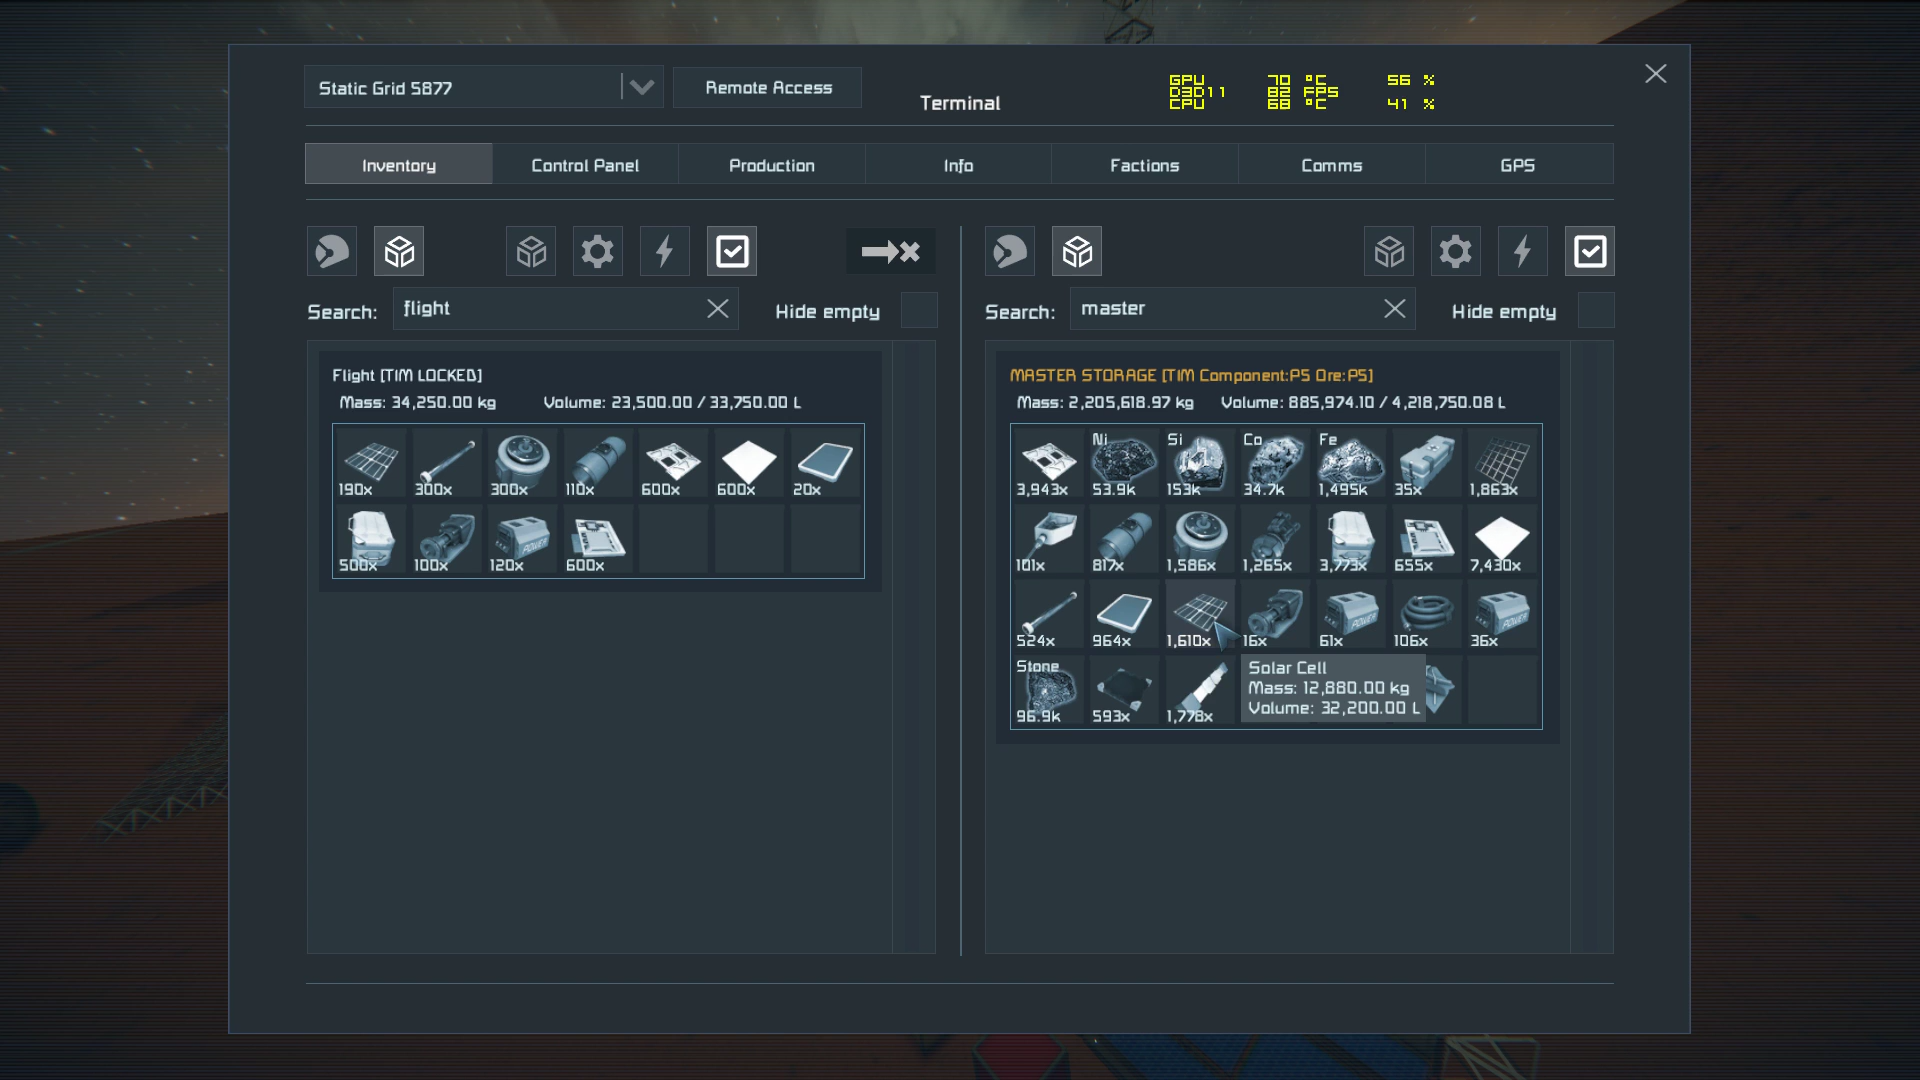 Static Grid 5877
Remote Access
Terminal
GPU 70 °C 56 %
D3D11 82 FPS
CPU 68 °C 41 %
Inventory
Control Panel
Production
Info
Factions
Comms
GPS
Search: flight
Hide empty
Flight [TIM LOCKED]
Mass: 34,250.00 kg Volume: 23,500.00 / 33,750.00 L
190x 300x 300x 110x 600x 600x 20x
500x 100x 120x 600x
POWER
Search: master
Hide empty
MASTER STORAGE [TIM Component:P5 Ore:P5]
Mass: 2,205,618.97 kg Volume: 885,974.10 / 4,218,750.08 L
Ni Si Co Fe
3,943x 53.9k 153k 34.7k 1,495k 35x 1,863x
101x 817x 1,586x 1,265x 3,773x 655x 7,430x
POWER POWER
524x 964x 1,610x 16x 61x 106x 36x
Stone
96.9k 593x 1,778x
Solar Cell
Mass: 12,880.00 kg
Volume: 32,200.00 L